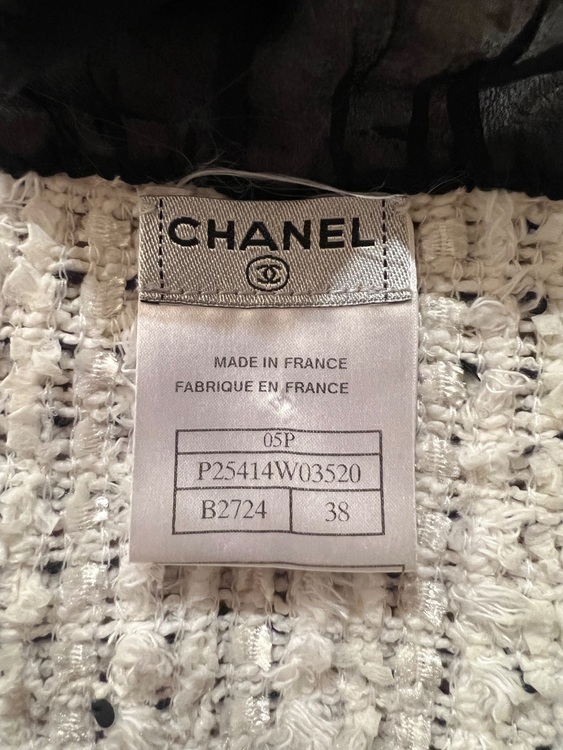 CHANEL
MADE IN FRANCE
FABRIQUE EN FRANCE
05P
P25414W03520
B2724 38